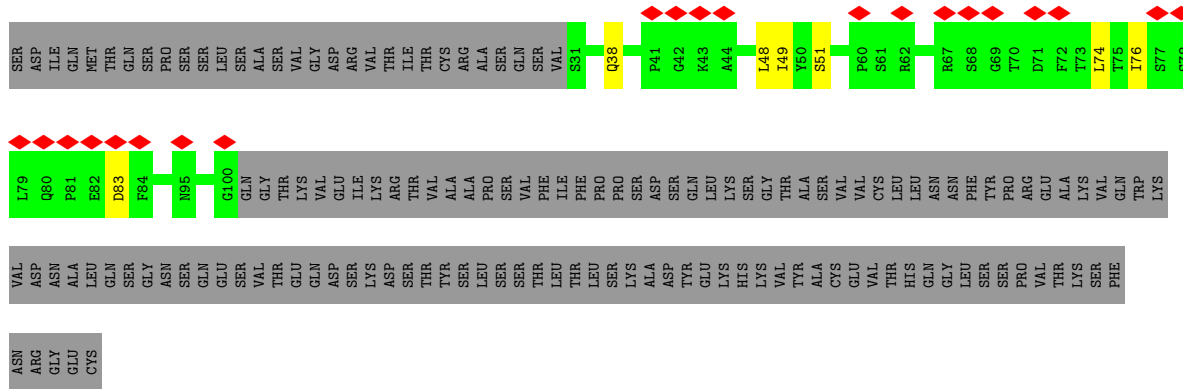 SER ASP ILE GLN MET THR GLN SER PRO SER SER LEU SER ALA SER VAL GLY ASP ARG VAL THR ILE THR CYS ARG ALA SER GLN SER VAL S31 Q38 P41 G42 K43 A44 L48 I49 Y50 S51 P60 S61 R62 R67 S68 G69 T70 D71 F72 T73 L74 T75 I76 S77
L79 Q80 P81 E82 D83 F84 N95 G100 GLN GLY THR LYS VAL GLU ILE LYS ARG THR VAL ALA ALA PRO SER VAL PHE ILE PHE PRO PRO SER ASP SER GLN LEU LYS SER GLY THR ALA SER VAL VAL CYS LEU LEU ASN ASN PHE TYR PRO ARG GLU ALA LYS VAL GLN TRP LYS
VAL ASP ASN ALA LEU GLN SER GLY ASN SER GLN GLU SER VAL THR GLU GLN ASP SER LYS ASP SER THR TYR SER LEU SER SER THR LEU THR LEU SER LYS ALA ASP TYR GLU LYS HIS LYS VAL TYR ALA CYS GLU VAL THR HIS GLN GLY LEU SER SER PRO VAL THR LYS SER PHE
ASN ARG GLY GLU CYS